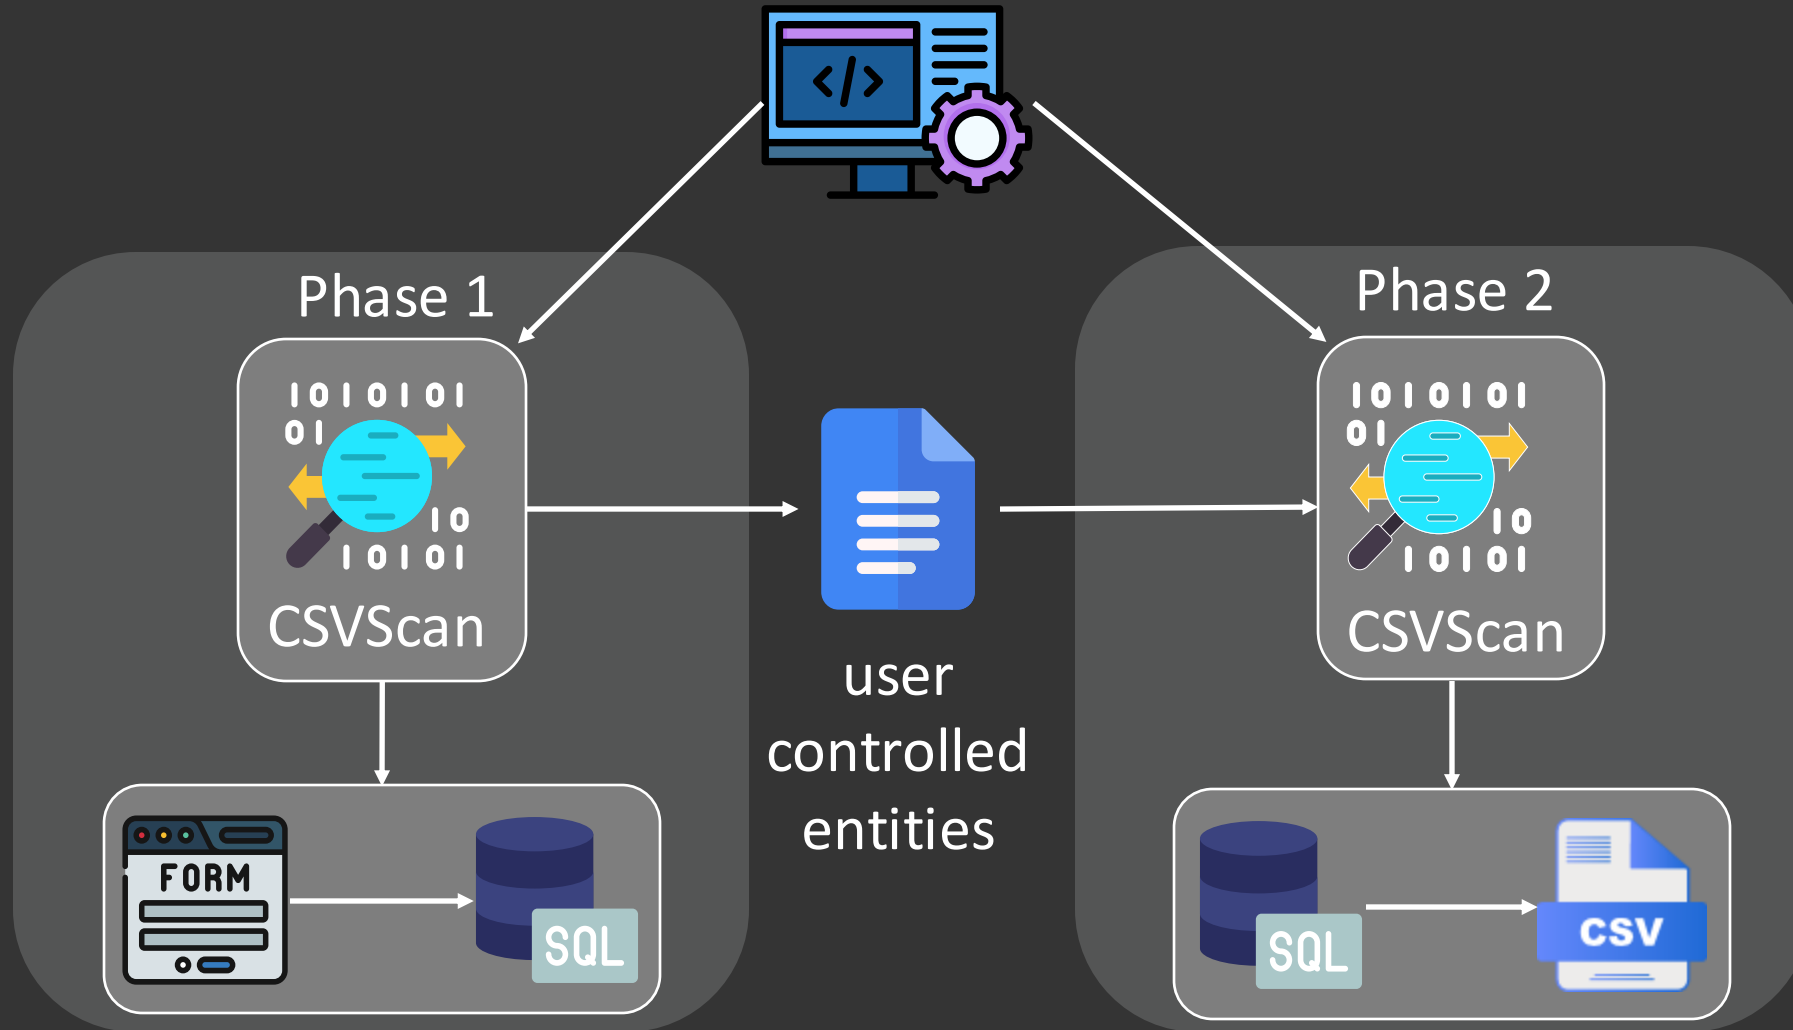 </>
Phase 1
1010101
01
10
10101
CSVScan
FORM
SQL
user
controlled
entities
Phase 2
1010101
01
10
10101
CSVScan
SQL
CSV